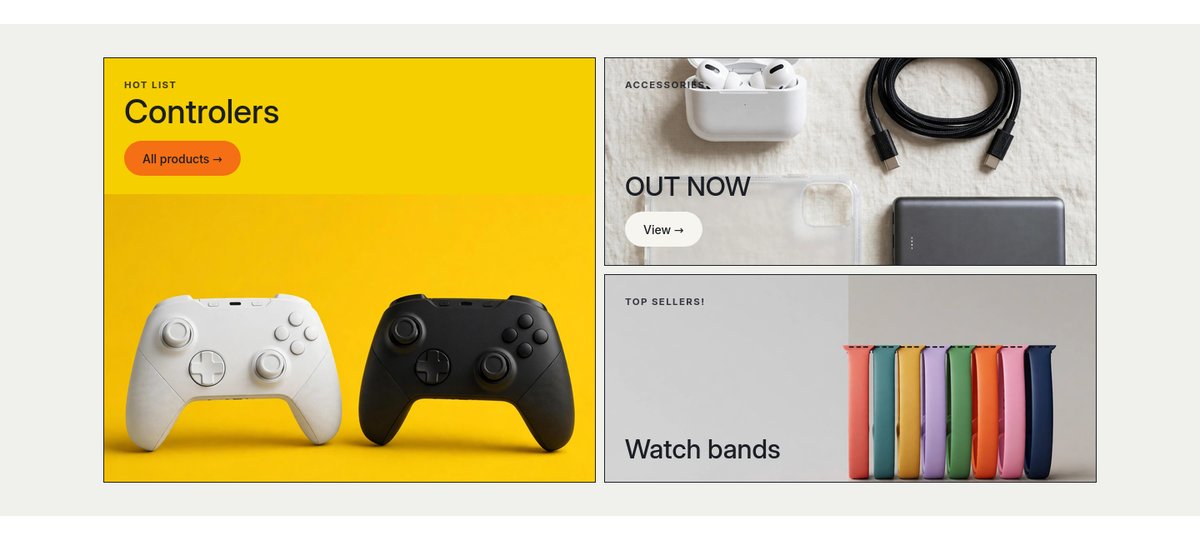 HOT LIST
Controlers
All products →
ACCESSORIES
OUT NOW
View →
TOP SELLERS!
Watch bands